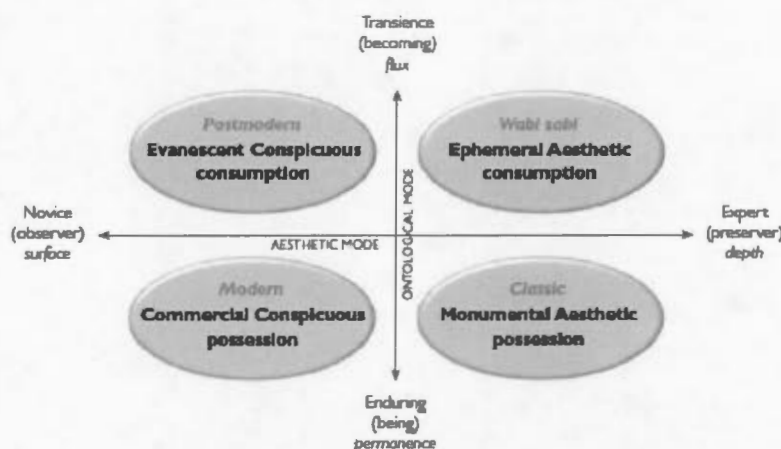 Transience
(becoming)
flux
Postmodern
Evanescent Conspicuous
consumption
Wabi sabi
Ephemeral Aesthetic
consumption
Novice
(observer)
surface
AESTHETIC MODE
ONTOLOGICAL MODE
Expert
(preserver)
depth
Modern
Commercial Conspicuous
possession
Classic
Monumental Aesthetic
possession
Enduring
(being)
permanence